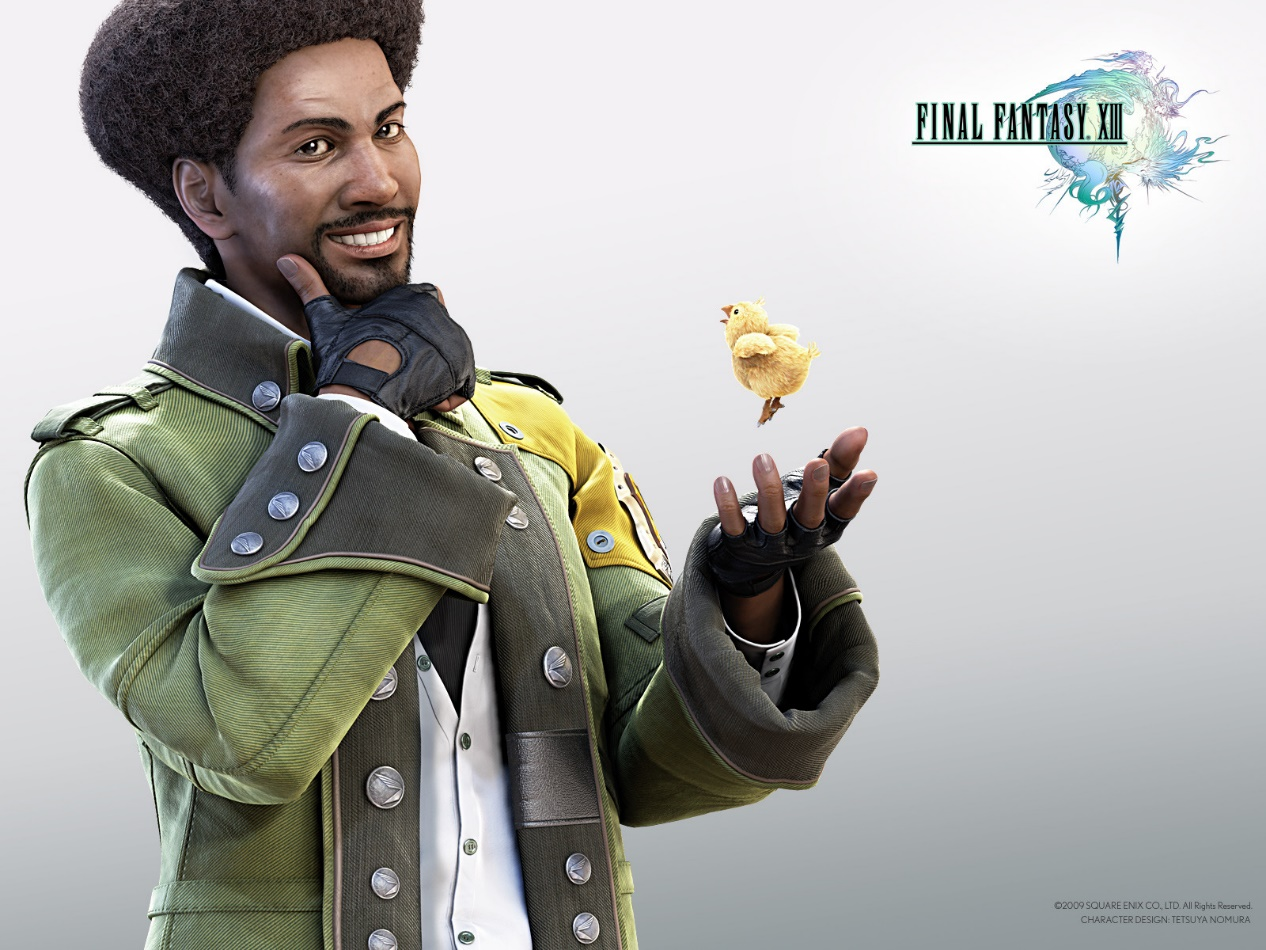 FINAL FANTASY XIII
©2009 SQUARE ENIX CO., LTD. All Rights Reserved.
CHARACTER DESIGN: TETSUYA NOMURA